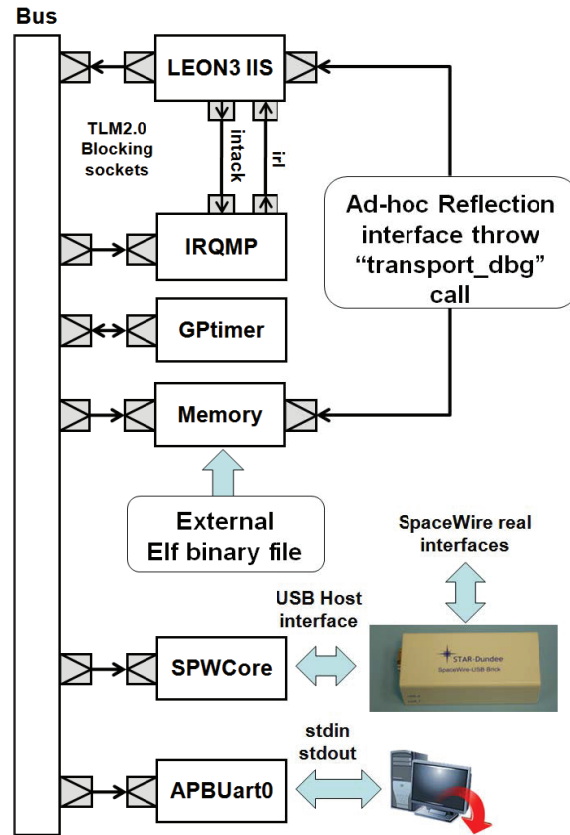 Bus
LEON3 IIS
TLM2.0
Blocking
sockets
intack
irl
Ad-hoc Reflection
interface throw
“transport_dbg”
call
IRQMP
GPtimer
Memory
External
Elf binary file
SpaceWire real
interfaces
USB Host
interface
SPWCore
STAR-Dundee
SpaceWire-USB Brick
stdin
stdout
APBUart0